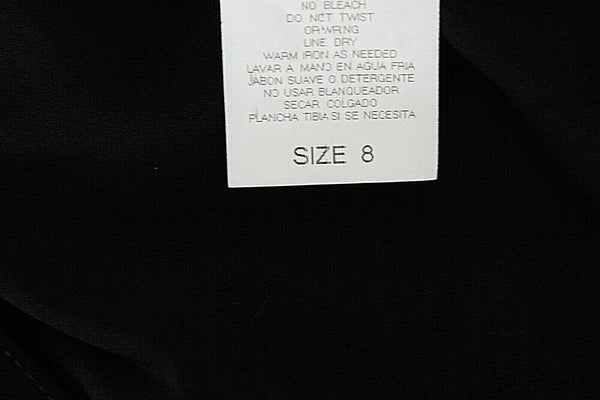 NO BLEACH
DO NOT TWIST
OR WRING
LINE DRY
WARM IRON AS NEEDED
LAVAR A MANO EN AGUA FRIA
JABON SUAVE O DETERGENTE
NO USAR BLANQUEADOR
SECAR COLGADO
PLANCHA TIBIA SI SE NECESITA
SIZE 8